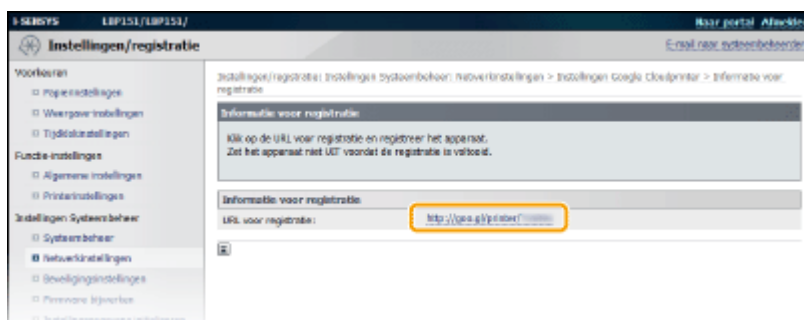 i-SENSYS LBP151/LBP151/ Naar portal Afmelden
Instellingen/registratie E-mail naar systeembeheerder
Voorkeuren
Papierinstellingen
Weergave-instellingen
Tijdklokinstellingen
Functie-instellingen
Algemene instellingen
Printerinstellingen
Instellingen Systeembeheer
Systeembeheer
Netwerkinstellingen
Beveiligingsinstellingen
Firmware bijwerken
Instellingen/registratie: Instellingen Systeembeheer: Netwerkinstellingen > Instellingen Google Cloudprinter > Informatie voor
registratie
Informatie voor registratie
Klik op de URL voor registratie en registreer het apparaat.
Zet het apparaat niet UIT voordat de registratie is voltooid.
Informatie voor registratie
URL voor registratie: http://goo.gl/printer/